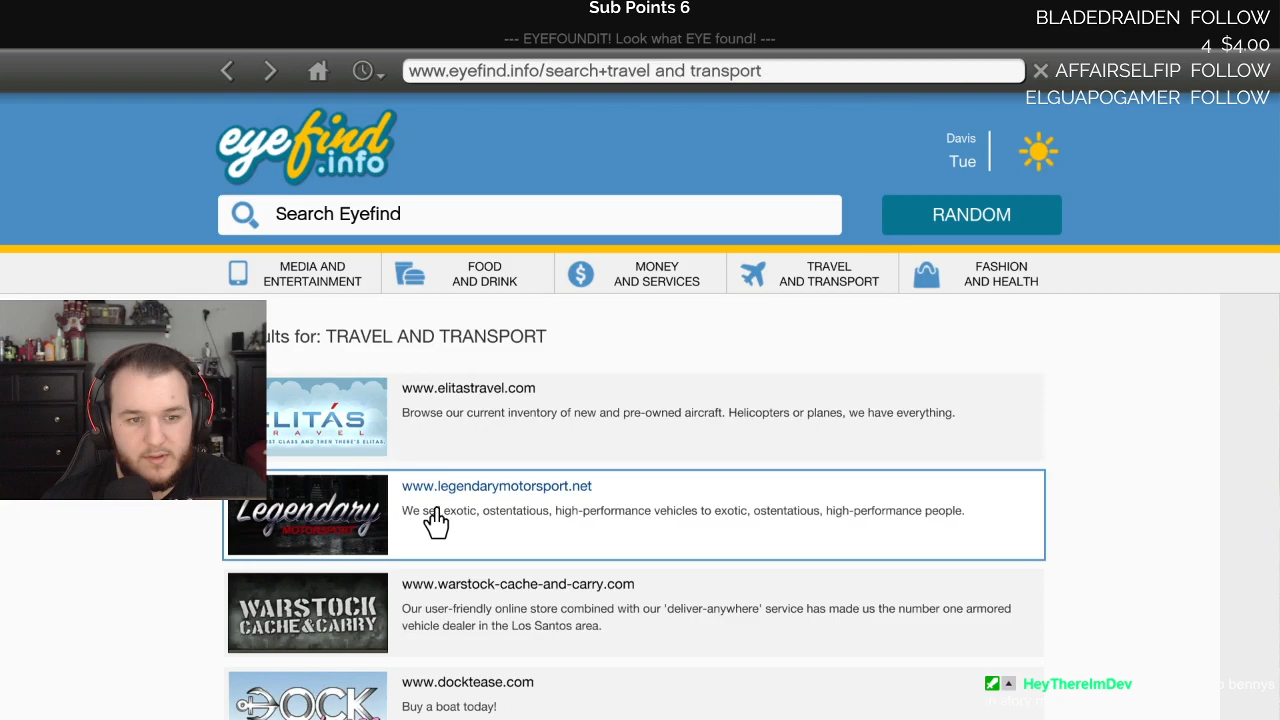 Sub Points 6
BLADEDRAIDEN FOLLOW
4 $4.00
AFFAIRSELFIP FOLLOW
ELGUAPOGAMER FOLLOW
--- EYEFOUNDIT! Look what EYE found! ---
www.eyefind.info/search+travel and transport
eyefind
.info
Davis
Tue
Search Eyefind
RANDOM
MEDIA AND
ENTERTAINMENT
FOOD
AND DRINK
MONEY
AND SERVICES
TRAVEL
AND TRANSPORT
FASHION
AND HEALTH
ults for: TRAVEL AND TRANSPORT
ELITÁS
TRAVEL
www.elitastravel.com
Browse our current inventory of new and pre-owned aircraft. Helicopters or planes, we have everything.
Legendary
MOTORSPORT
www.legendarymotorsport.net
We exotic, ostentatious, high-performance vehicles to exotic, ostentatious, high-performance people.
WARSTOCK
CACHE&CARRY
www.warstock-cache-and-carry.com
Our user-friendly online store combined with our 'deliver-anywhere' service has made us the number one armored
vehicle dealer in the Los Santos area.
DOCK
www.docktease.com
Buy a boat today!
HeyThereImDev bennys